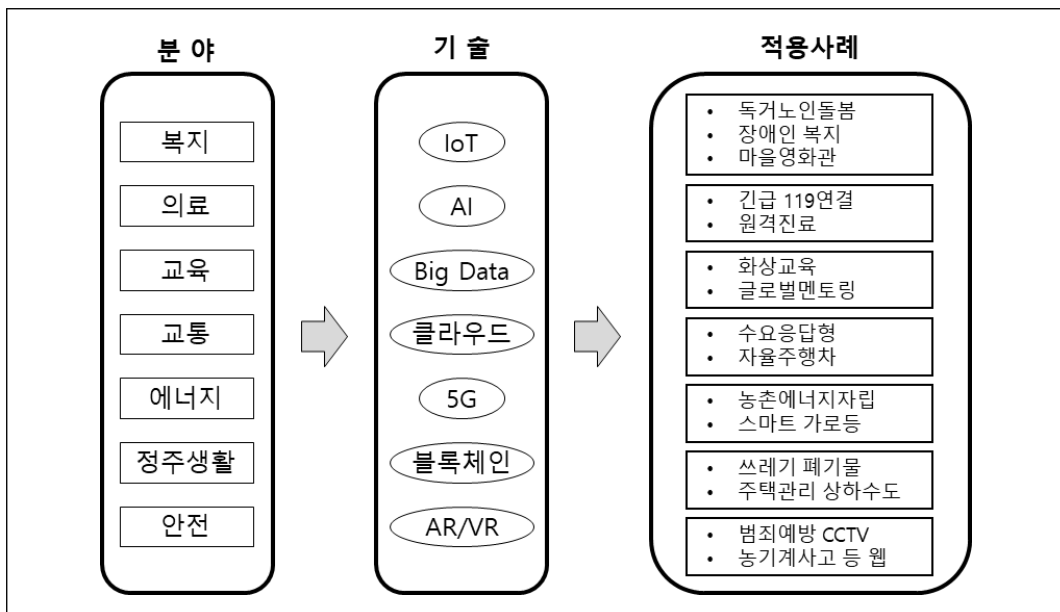 분 야
복지
의료
교육
교통
에너지
정주생활
안전
기 술
IoT
AI
Big Data
클라우드
5G
블록체인
AR/VR
적용사례
• 독거노인돌봄
• 장애인 복지
• 마을영화관
• 긴급 119연결
• 원격진료
• 화상교육
• 글로벌멘토링
• 수요응답형
• 자율주행차
• 농촌에너지자립
• 스마트 가로등
• 쓰레기 폐기물
• 주택관리 상하수도
• 범죄예방 CCTV
• 농기계사고 등 웹